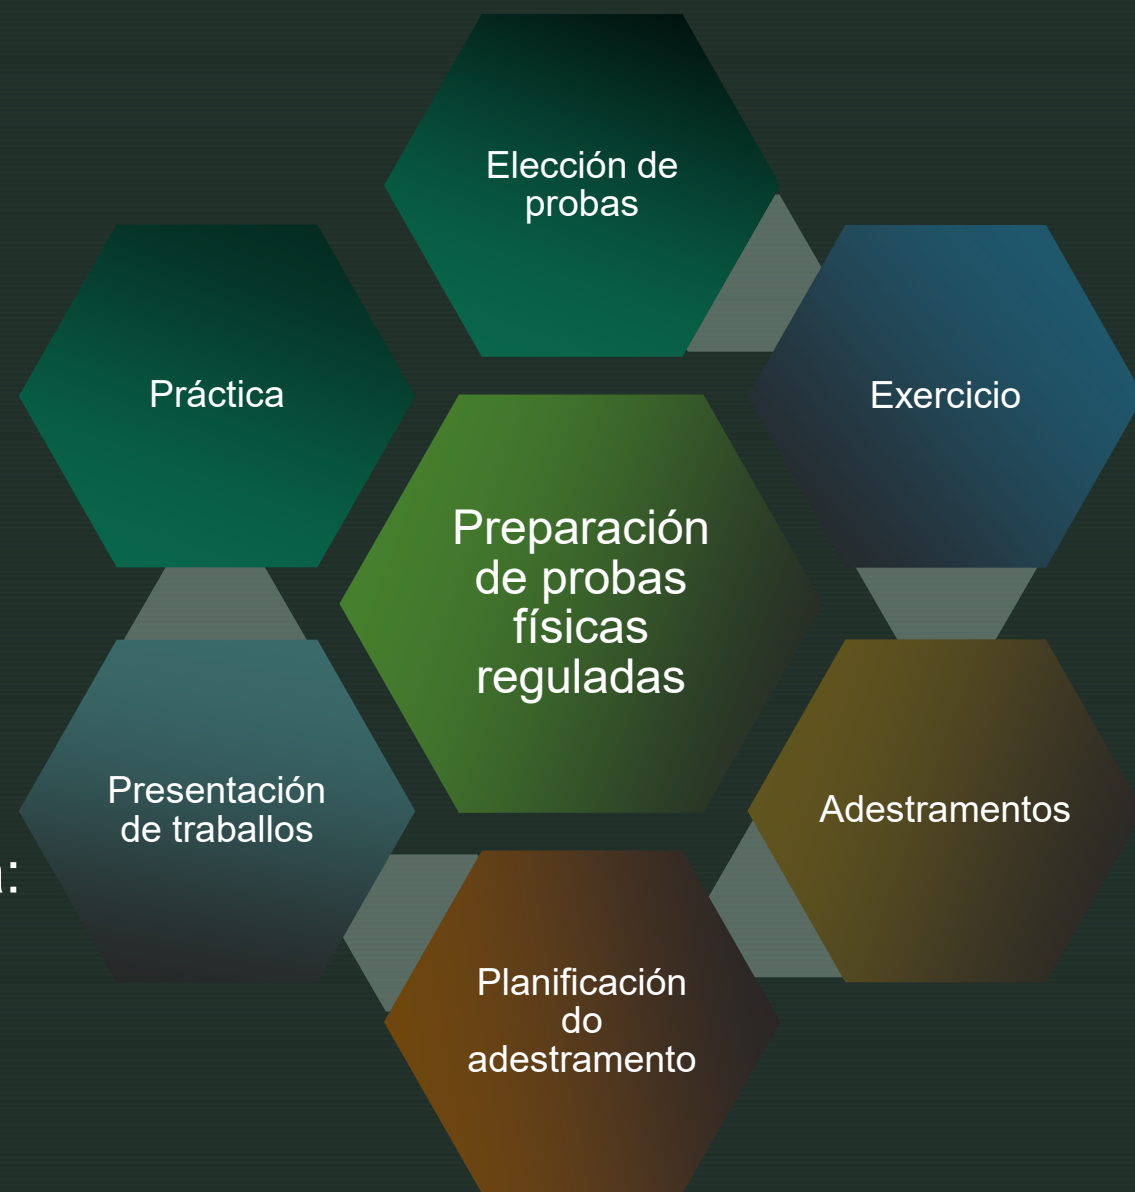 Elección de
probas
Práctica
Exercicio
Preparación
de probas
físicas
reguladas
Presentación
de traballos
Adestramentos
Planificación
do
adestramento